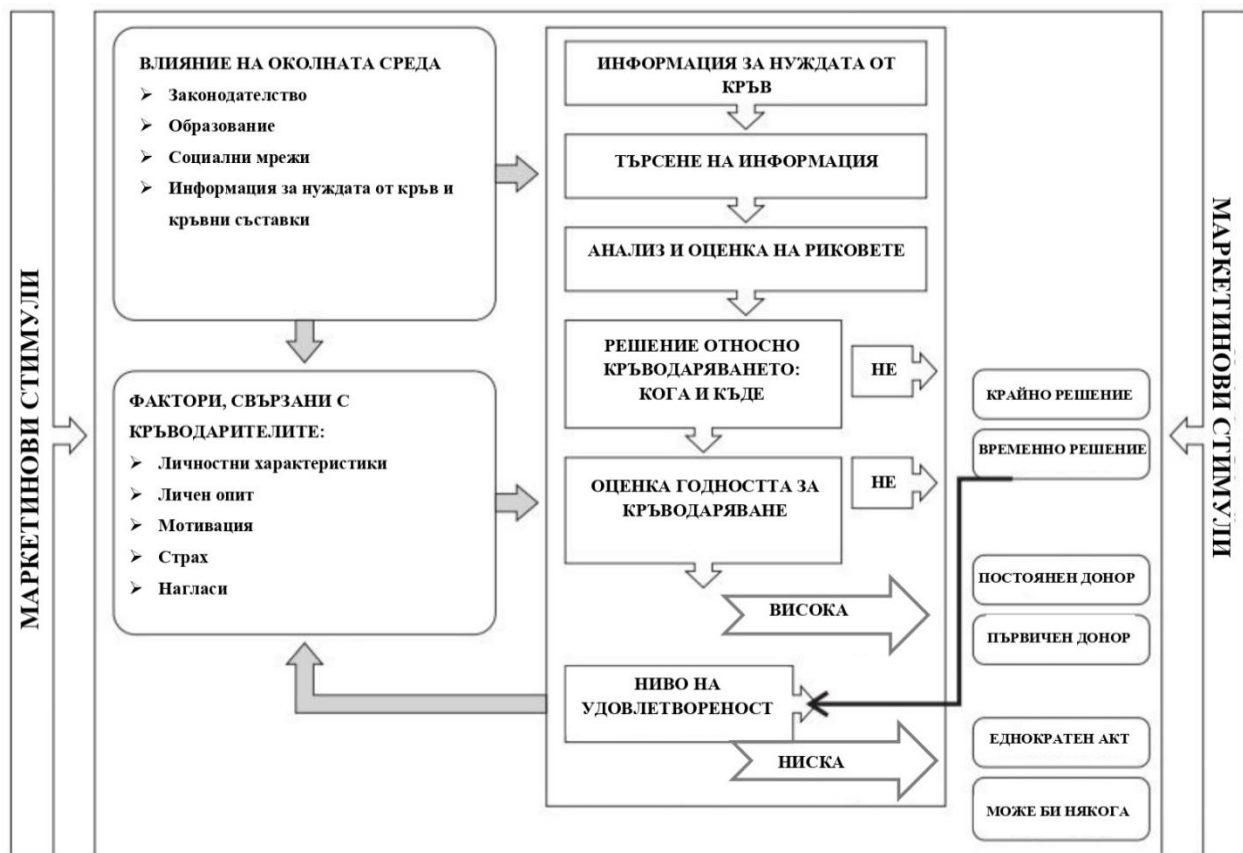 МАРКЕТИНОВИ СТИМУЛИ
ВЛИЯНИЕ НА ОКОЛНАТА СРЕДА
Законодателство
Образование
Социални мрежи
Информация за нуждата от кръв и
кръвни съставки
ФАКТОРИ, СВЪРЗАНИ С
КРЪВОДАРИТЕЛИТЕ:
Личностни характеристики
Личен опит
Мотивация
Страх
Нагласи
ИНФОРМАЦИЯ ЗА НУЖДАТА ОТ
КРЪВ
ТЪРСЕНЕ НА ИНФОРМАЦИЯ
АНАЛИЗ И ОЦЕНКА НА РИКОВЕТЕ
РЕШЕНИЕ ОТНОСНО
КРЪВОДАРЯВАНЕТО:
КОГА И КЪДЕ
НЕ
ОЦЕНКА ГОДНОСТТА ЗА
КРЪВОДАРЯВАНЕ
НЕ
ВИСОКА
НИВО НА
УДОВЛЕТВОРЕНОСТ
НИСКА
КРАЙНО РЕШЕНИЕ
ВРЕМЕННО РЕШЕНИЕ
ПОСТОЯНЕН ДОНОР
ПЪРВИЧЕН ДОНОР
ЕДНОКРАТЕН АКТ
МОЖЕ БИ НЯКОГА
МАРКЕТИНОВИ СТИМУЛИ